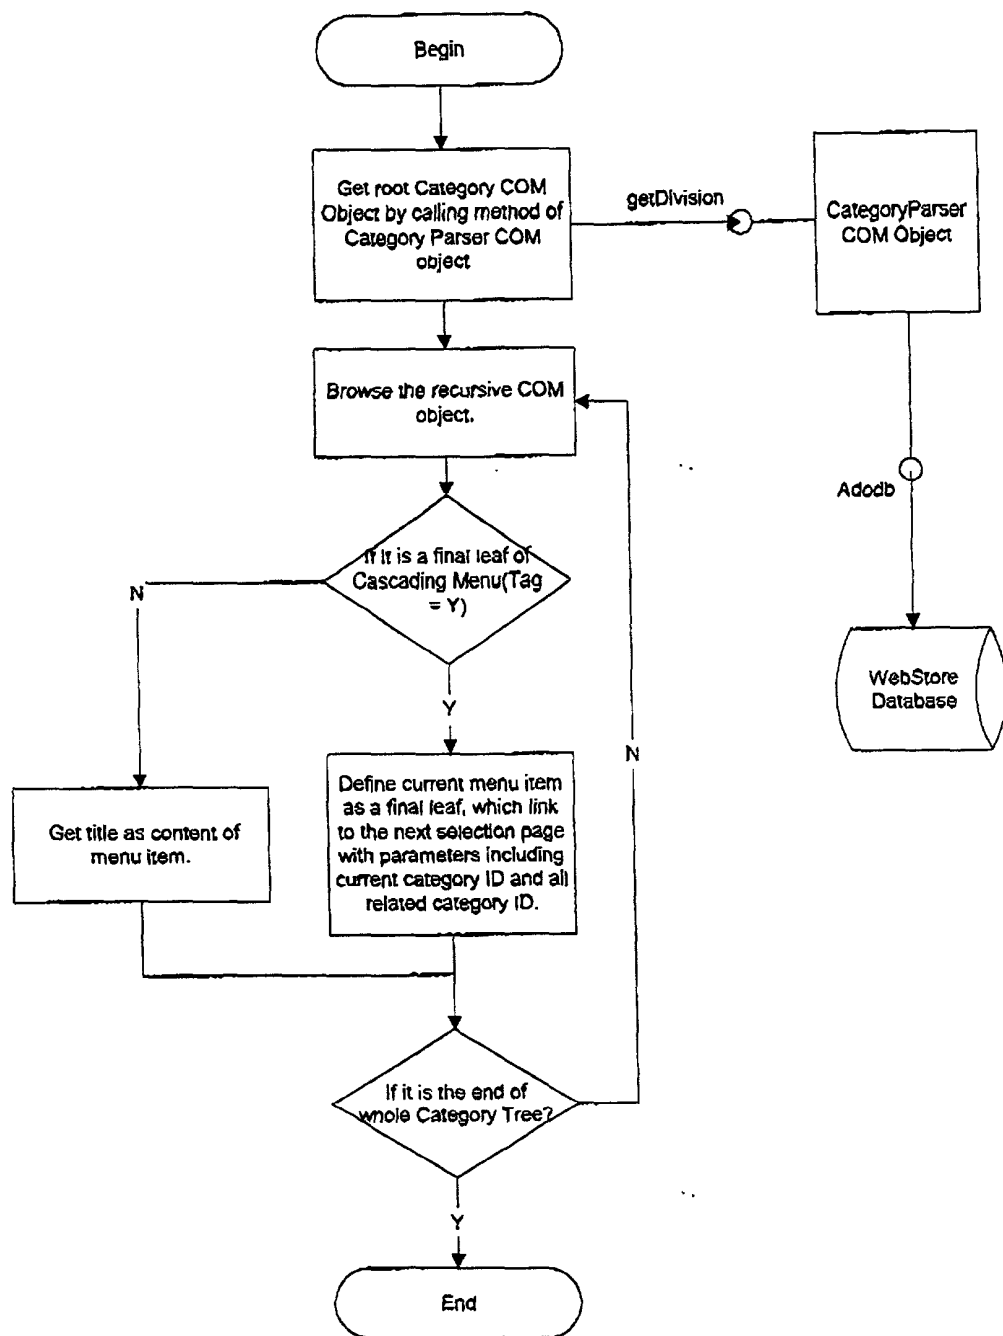 Begin
Get root Category COM
Object by calling method of
Category Parser COM
object
getDivision
CategoryParser
COM Object
Browse the recursive COM
object.
Adodb
If it is a final leaf of
Cascading Menu(Tag
= Y)
N
Y
WebStore
Database
N
Get title as content of
menu item.
Define current menu item
as a final leaf, which link
to the next selection page
with parameters including
current category ID and all
related category ID.
If it is the end of
whole Category Tree?
Y
End